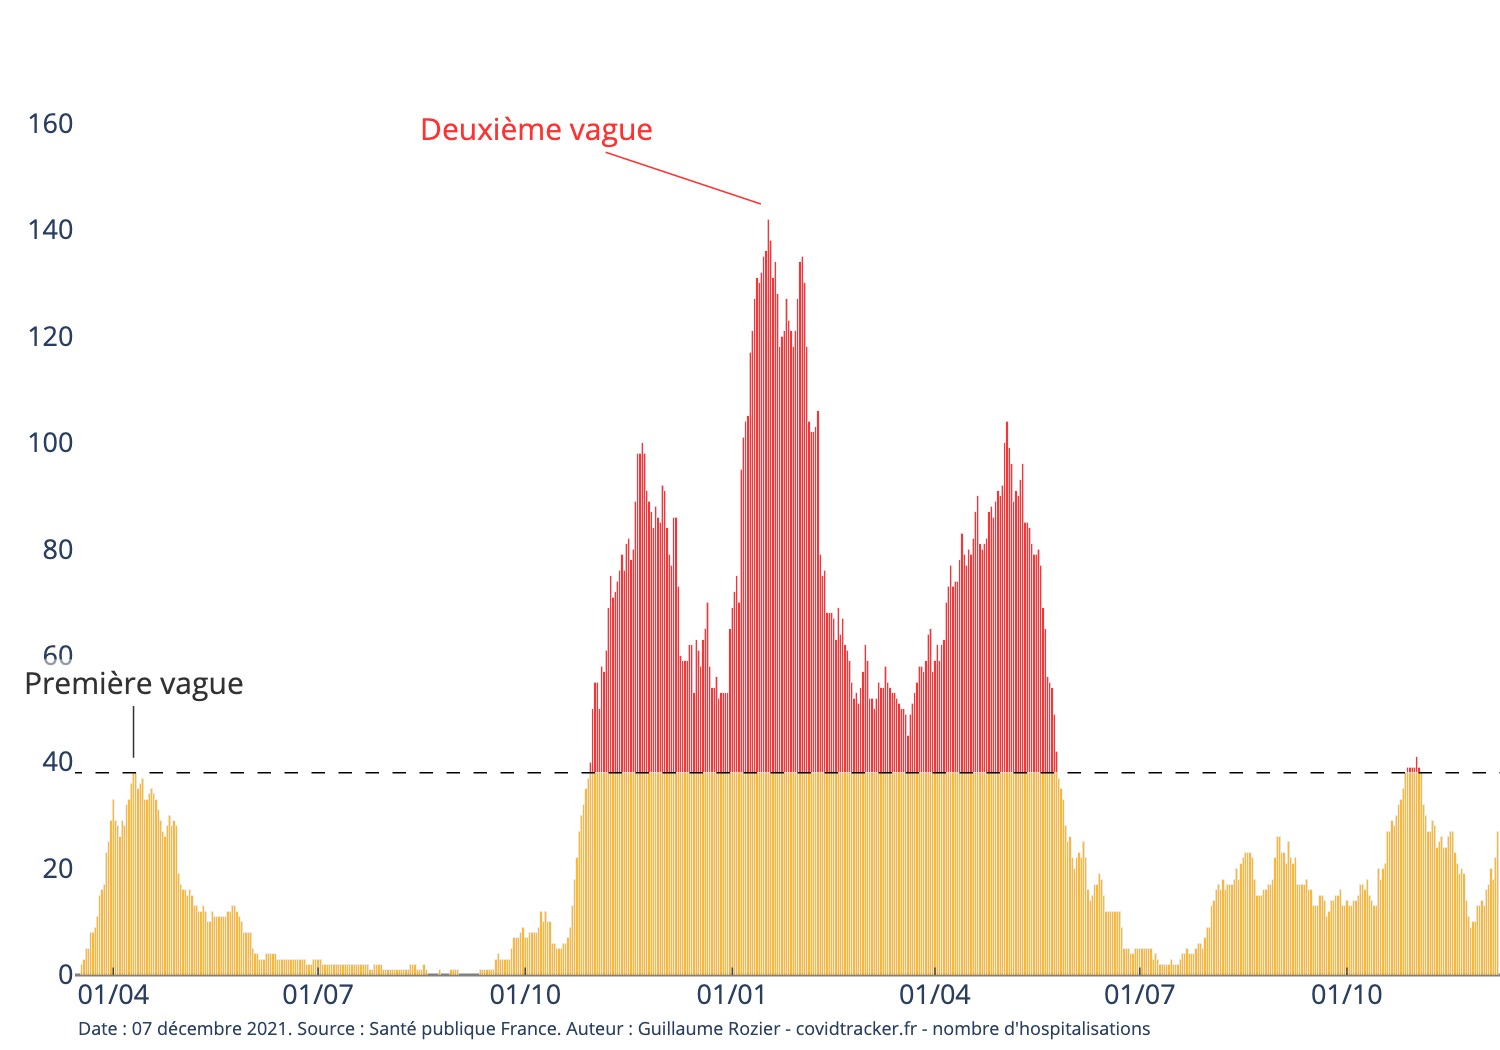 160
Deuxième vague
140
120
100
80
60
Première vague
40
20
0
01/04 01/07 01/10 01/01 01/04 01/07 01/10
Date : 07 décembre 2021. Source : Santé publique France. Auteur : Guillaume Rozier - covidtracker.fr - nombre d'hospitalisations